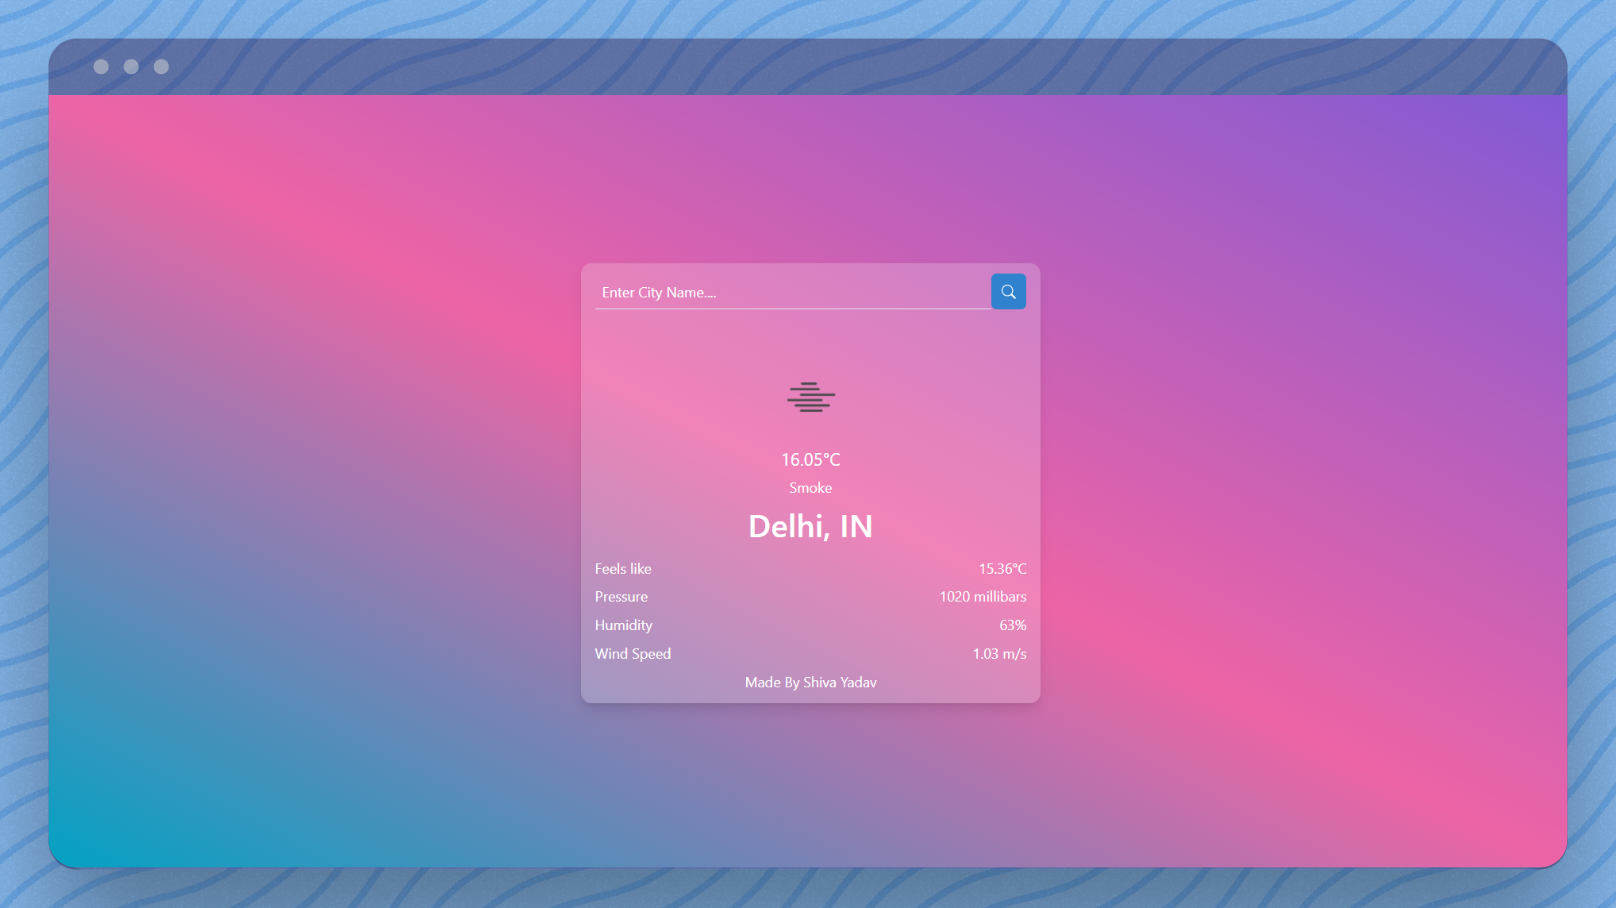 Enter City Name....
16.05°C
Smoke
Delhi, IN
Feels like 15.36°C
Pressure 1020 millibars
Humidity 63%
Wind Speed 1.03 m/s
Made By Shiva Yadav